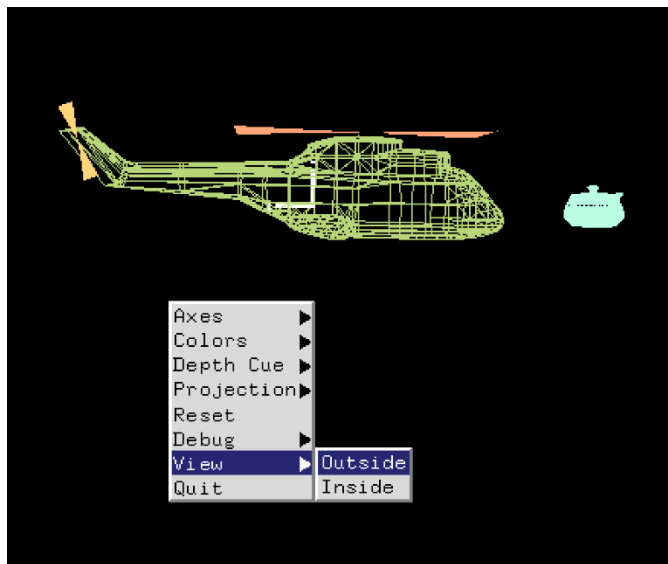 Axes
Colors
Depth Cue
Projection
Reset
Debug
View
Outside
Quit
Inside